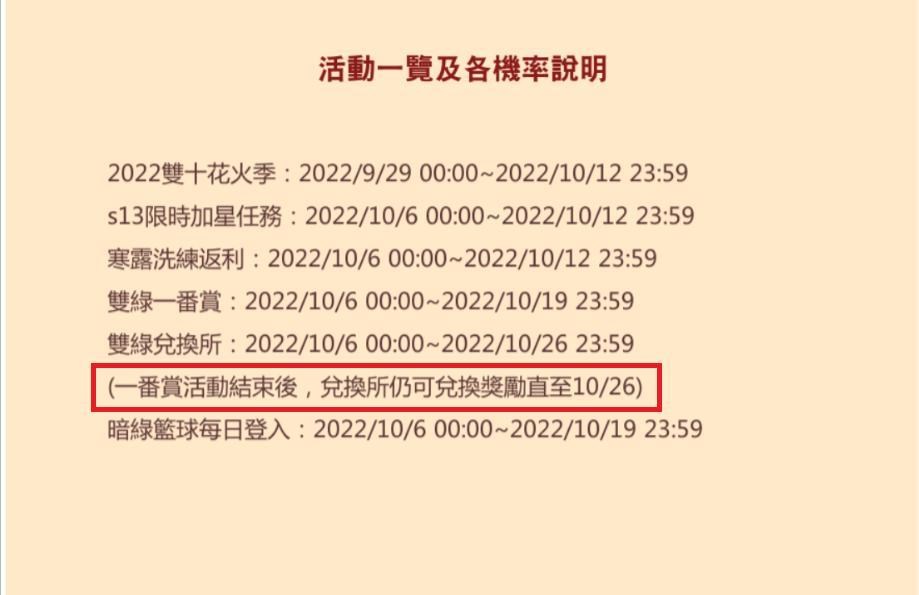 活動一覽及各機率說明
2022雙十花火季：2022/9/29 00:00~2022/10/12 23:59
s13限時加星任務：2022/10/6 00:00~2022/10/12 23:59
寒露洗練返利：2022/10/6 00:00~2022/10/12 23:59
雙綠一番賞：2022/10/6 00:00~2022/10/19 23:59
雙綠兌換所：2022/10/6 00:00~2022/10/26 23:59
(一番賞活動結束後，兌換所仍可兌換獎勵直至10/26)
暗綠籃球每日登入：2022/10/6 00:00~2022/10/19 23:59